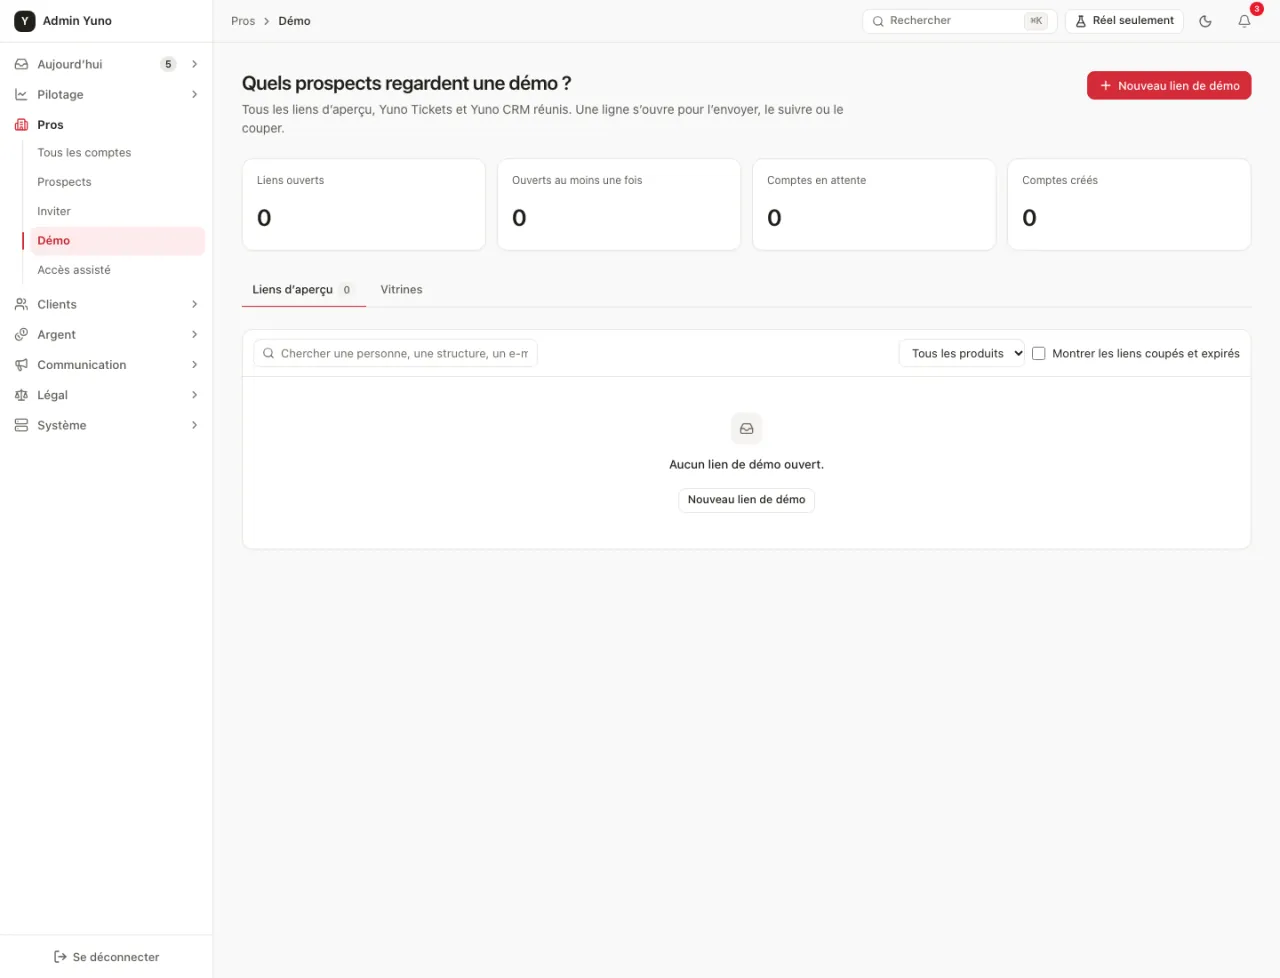 Y Admin Yuno
Pros > Démo
Rechercher ⌘K
Réel seulement
3
Aujourd'hui 5
Pilotage
Pros
Tous les comptes
Prospects
Inviter
Démo
Accès assisté
Clients
Argent
Communication
Légal
Système
Se déconnecter
Quels prospects regardent une démo ?
Tous les liens d'aperçu, Yuno Tickets et Yuno CRM réunis. Une ligne s'ouvre pour l'envoyer, le suivre ou le
couper.
+ Nouveau lien de démo
Liens ouverts
0
Ouverts au moins une fois
0
Comptes en attente
0
Comptes créés
0
Liens d'aperçu 0
Vitrines
Chercher une personne, une structure, un e-m
Tous les produits
Montrer les liens coupés et expirés
Aucun lien de démo ouvert.
Nouveau lien de démo